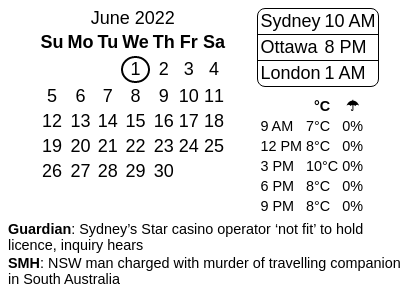 June 2022
Su Mo Tu We Th Fr Sa
1 2 3 4
5 6 7 8 9 10 11
12 13 14 15 16 17 18
19 20 21 22 23 24 25
26 27 28 29 30
Sydney 10 AM
Ottawa 8 PM
London 1 AM
°C ☂
9 AM 7°C 0%
12 PM 8°C 0%
3 PM 10°C 0%
6 PM 8°C 0%
9 PM 8°C 0%
Guardian: Sydney’s Star casino operator ‘not fit’ to hold
licence, inquiry hears
SMH: NSW man charged with murder of travelling companion
in South Australia